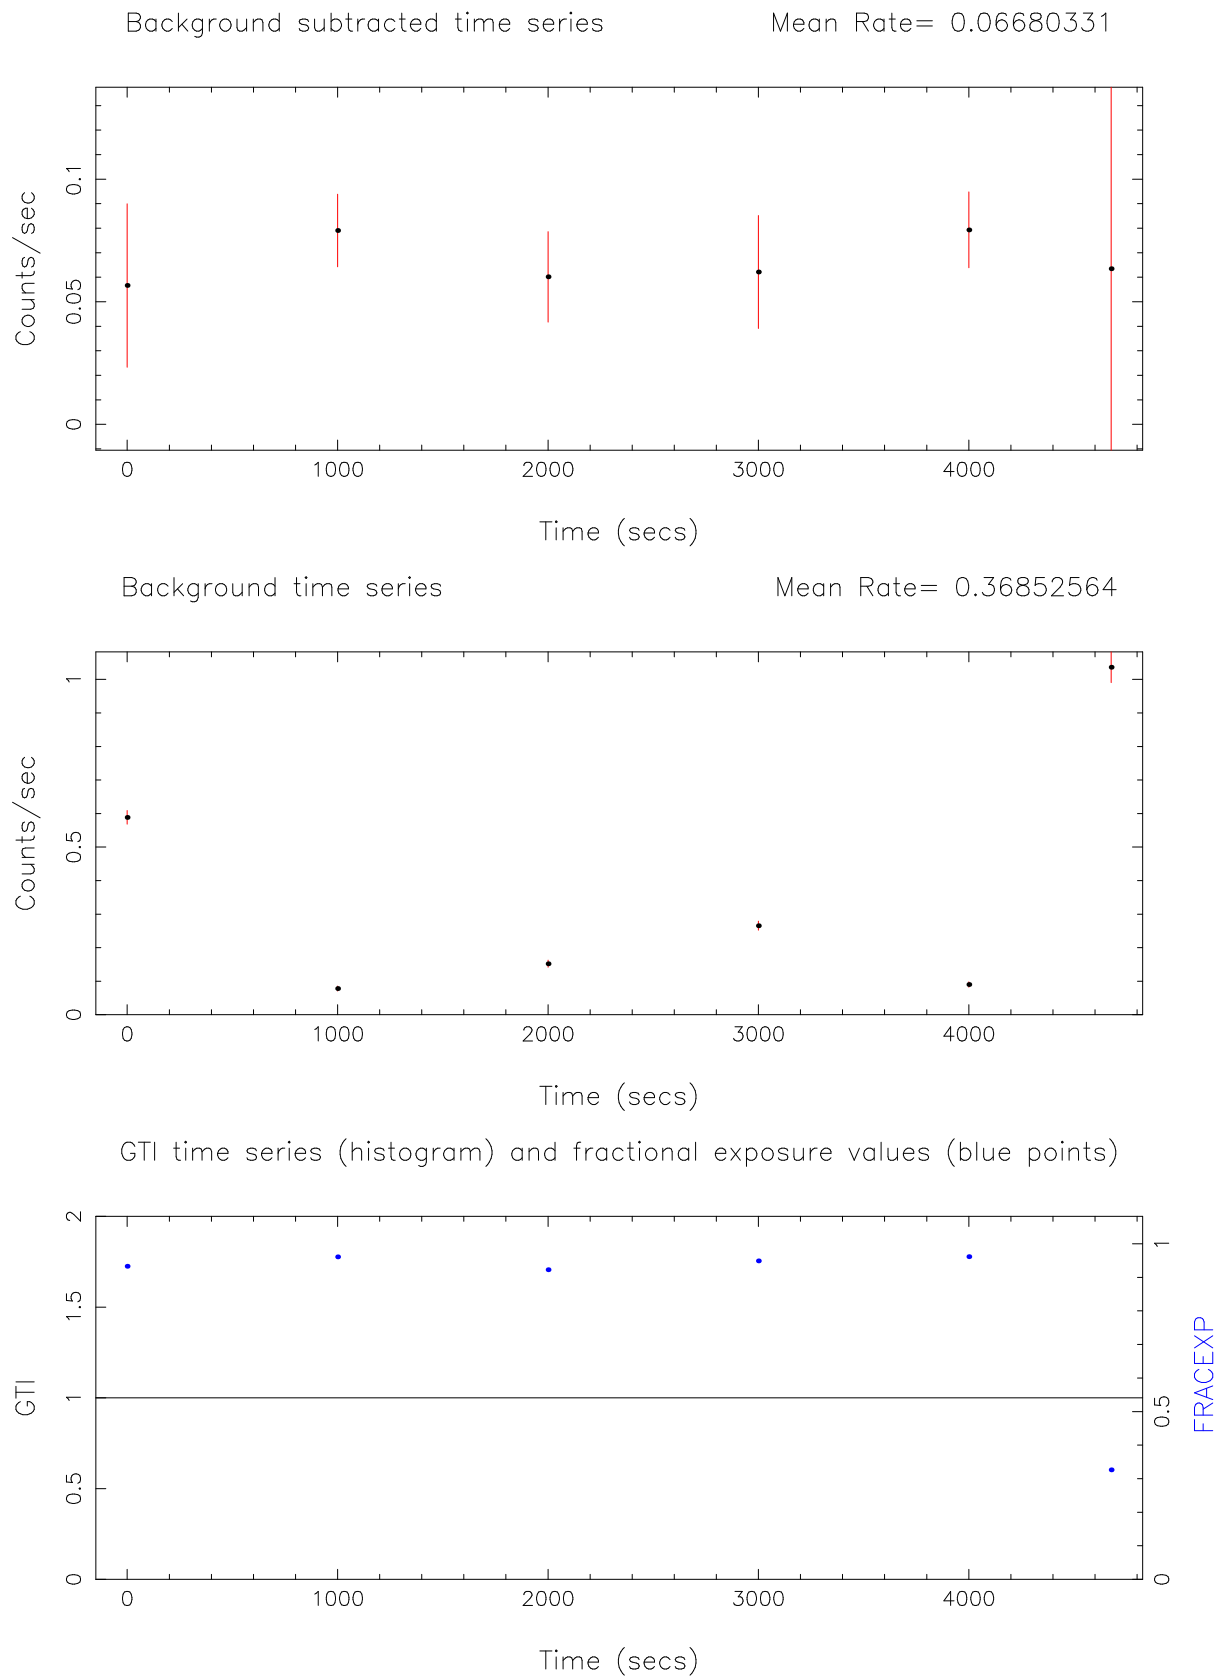 Background subtracted time series Mean Rate= 0.06680331
0.1
0.05
0
Counts/sec
0 1000 2000 3000 4000
Time (secs)
Background time series Mean Rate= 0.36852564
1
0.5
0
Counts/sec
0 1000 2000 3000 4000
Time (secs)
GTI time series (histogram) and fractional exposure values (blue points)
2
1.5
1
0.5
0
GTI
1
0.5
0
FRACEXP
0 1000 2000 3000 4000
Time (secs)